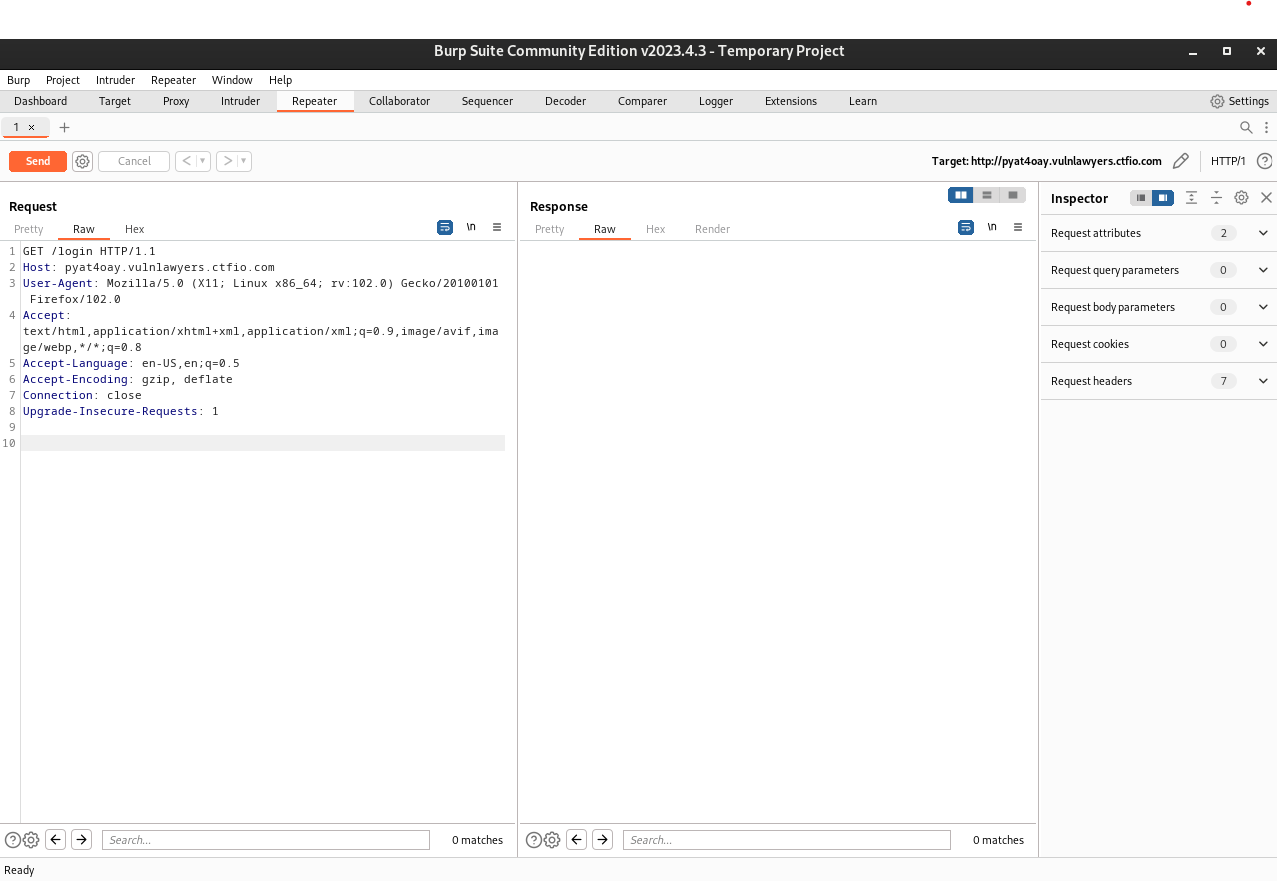 Burp Suite Community Edition v2023.4.3 - Temporary Project
Burp Project Intruder Repeater Window Help
Dashboard Target Proxy Intruder Repeater Collaborator Sequencer Decoder Comparer Logger Extensions Learn Settings
1 × +
Send Cancel < > Target: http://pyat4oay.vulnlawyers.ctfio.com HTTP/1 ?
Request
Pretty Raw Hex \n
1 GET /login HTTP/1.1
2 Host: pyat4oay.vulnlawyers.ctfio.com
3 User-Agent: Mozilla/5.0 (X11; Linux x86_64; rv:102.0) Gecko/20100101
Firefox/102.0
4 Accept:
text/html,application/xhtml+xml,application/xml;q=0.9,image/avif,ima
ge/webp,*/*;q=0.8
5 Accept-Language: en-US,en;q=0.5
6 Accept-Encoding: gzip, deflate
7 Connection: close
8 Upgrade-Insecure-Requests: 1
9
10
? Search... 0 matches
Response
Pretty Raw Hex Render \n
? Search... 0 matches
Inspector
Request attributes 2
Request query parameters 0
Request body parameters 0
Request cookies 0
Request headers 7
Ready